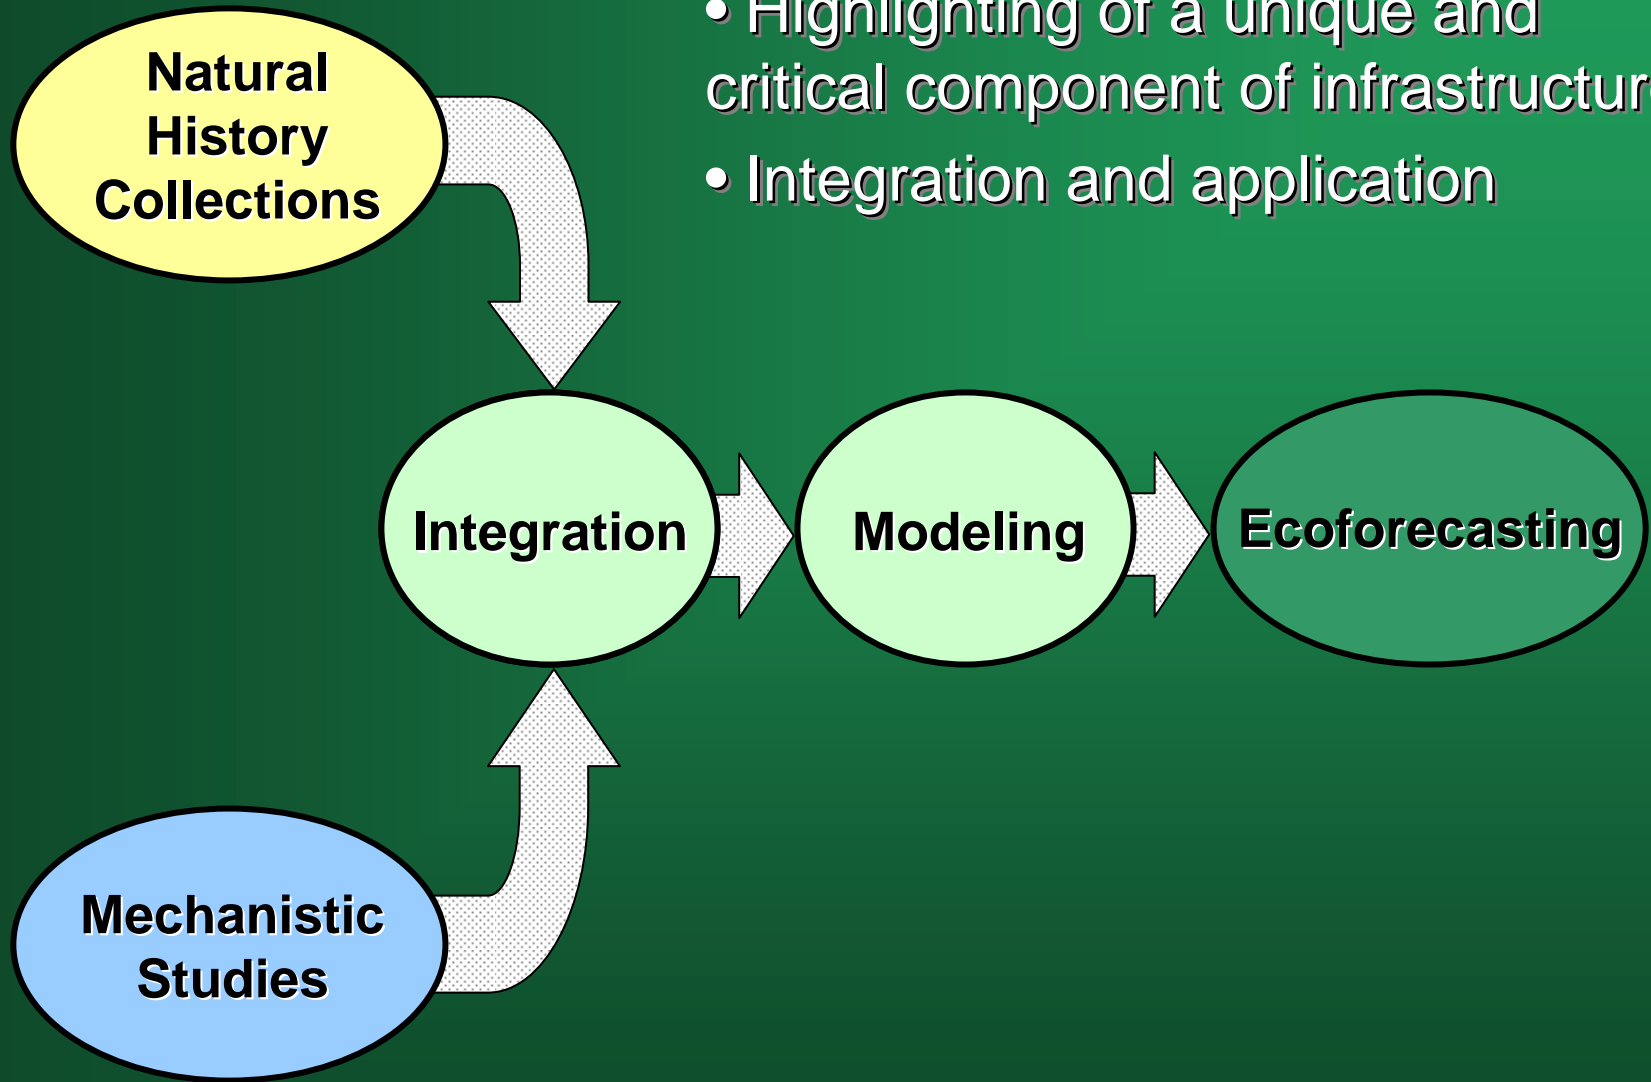 • Highlighting of a unique and
critical component of infrastructur
• Integration and application
Natural
History
Collections
Integration
Modeling
Ecoforecasting
Mechanistic
Studies